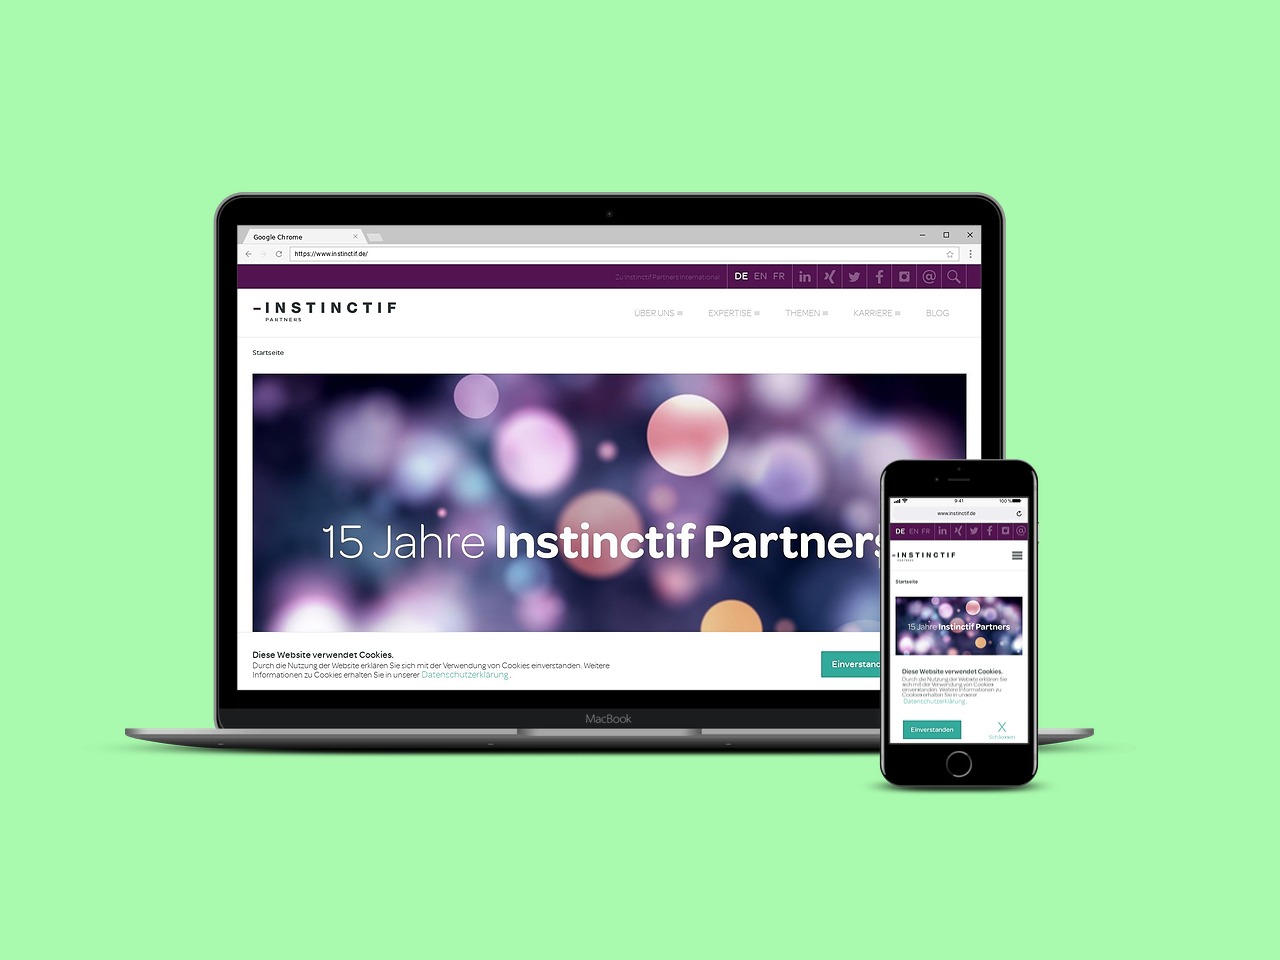 Google Chrome
https://www.instinctif.de/
Zu Instinctif Partners International
DE EN FR
–INSTINCTIF
PARTNERS
ÜBER UNS
EXPERTISE
THEMEN
KARRIERE
BLOG
Startseite
15 Jahre Instinctif Partners
Diese Website verwendet Cookies.
Durch die Nutzung der Website erklären Sie sich mit der Verwendung von Cookies einverstanden. Weitere
Informationen zu Cookies erhalten Sie in unserer Datenschutzerklärung.
Einverstand
MacBook
9:41
100 %
www.instinctif.de
DE EN FR
–INSTINCTIF
PARTNERS
Startseite
15 Jahre Instinctif Partners
Diese Website verwendet Cookies.
Durch die Nutzung der Website erklären Sie
sich mit der Verwendung von Cookies
einverstanden. Weitere Informationen zu
Cookies erhalten Sie in unserer
Datenschutzerklärung.
Einverstanden
X
Schliessen